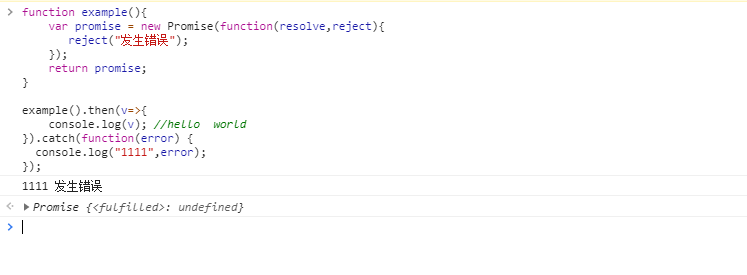 function example(){
    var promise = new Promise(function(resolve,reject){
       reject("发生错误");
    });
    return promise;
}
example().then(v=>{
    console.log(v); //hello  world
}).catch(function(error) {
  console.log("1111",error);
});
1111 发生错误
Promise {<fulfilled>: undefined}